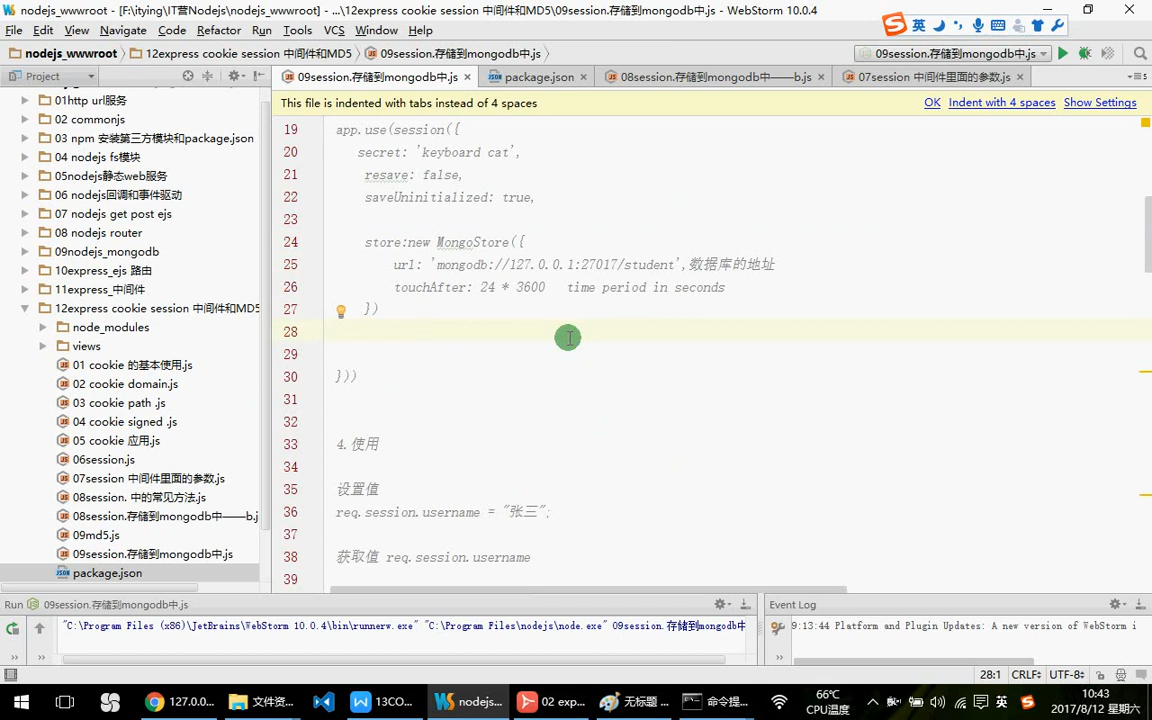 nodejs_wwwroot - [F:\itying\IT营Nodejs\nodejs_wwwroot] - ...\12express cookie session 中间件和MD5\09session.存储到mongodb中.js - WebStorm 10.0.4
英
File Edit View Navigate Code Refactor Run Tools VCS Window Help
nodejs_wwwroot 12express cookie session 中间件和MD5 09session.存储到mongodb中.js
09session.存储到mongodb中.js
Project
09session.存储到mongodb中.js package.json 08session.存储到mongodb中——b.js 07session 中间件里面的参数.js
This file is indented with tabs instead of 4 spaces OK Indent with 4 spaces Show Settings
01http url服务
02 commonjs
03 npm 安装第三方模块和package.json
04 nodejs fs模块
05nodejs静态web服务
06 nodejs回调和事件驱动
07 nodejs get post ejs
08 nodejs router
09nodejs_mongodb
10express_ejs 路由
11express_中间件
12express cookie session 中间件和MD5
node_modules
views
01 cookie 的基本使用.js
02 cookie domain.js
03 cookie path .js
04 cookie signed .js
05 cookie 应用.js
06session.js
07session 中间件里面的参数.js
08session. 中的常见方法.js
08session.存储到mongodb中——b.js
09md5.js
09session.存储到mongodb中.js
package.json
19 app.use(session({
20 secret: 'keyboard cat',
21 resave: false,
22 saveUninitialized: true,
23
24 store:new MongoStore({
25 url: 'mongodb://127.0.0.1:27017/student',数据库的地址
26 touchAfter: 24 * 3600 time period in seconds
27 })
28
29
30 }))
31
32
33 4.使用
34
35 设置值
36 req.session.username = "张三";
37
38 获取值 req.session.username
39
Run 09session.存储到mongodb中.js
"C:\Program Files (x86)\JetBrains\WebStorm 10.0.4\bin\runnerw.exe" "C:\Program Files\nodejs\node.exe" 09session.存储到mongodb中
Event Log
9:13:44 Platform and Plugin Updates: A new version of WebStorm i
28:1 CRLF÷ UTF-8÷
127.0.0... 文件资... 13CO... nodejs... 02 exp... 无标题... 命令提...
66℃
CPU温度
英
10:43
2017/8/12 星期六